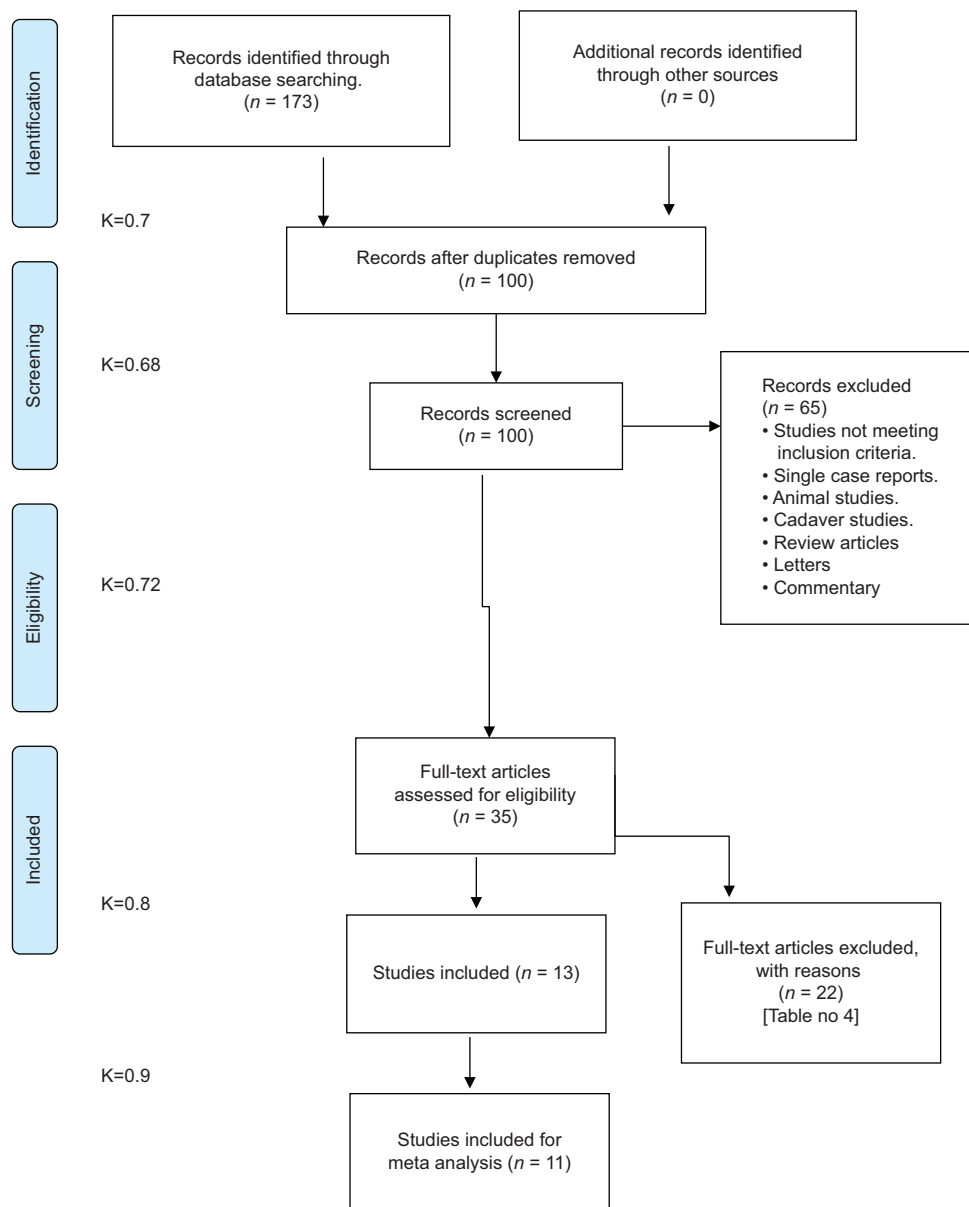 Identification
Records identified through
database searching.
(n = 173)
Additional records identified
through other sources
(n = 0)
K=0.7
Records after duplicates removed
(n = 100)
Screening
K=0.68
Records screened
(n = 100)
Records excluded
(n = 65)
• Studies not meeting
inclusion criteria.
• Single case reports.
• Animal studies.
• Cadaver studies.
• Review articles
• Letters
• Commentary
Eligibility
K=0.72
Full-text articles
assessed for eligibility
(n = 35)
Included
K=0.8
Studies included (n = 13)
Full-text articles excluded,
with reasons
(n = 22)
[Table no 4]
K=0.9
Studies included for
meta analysis (n = 11)